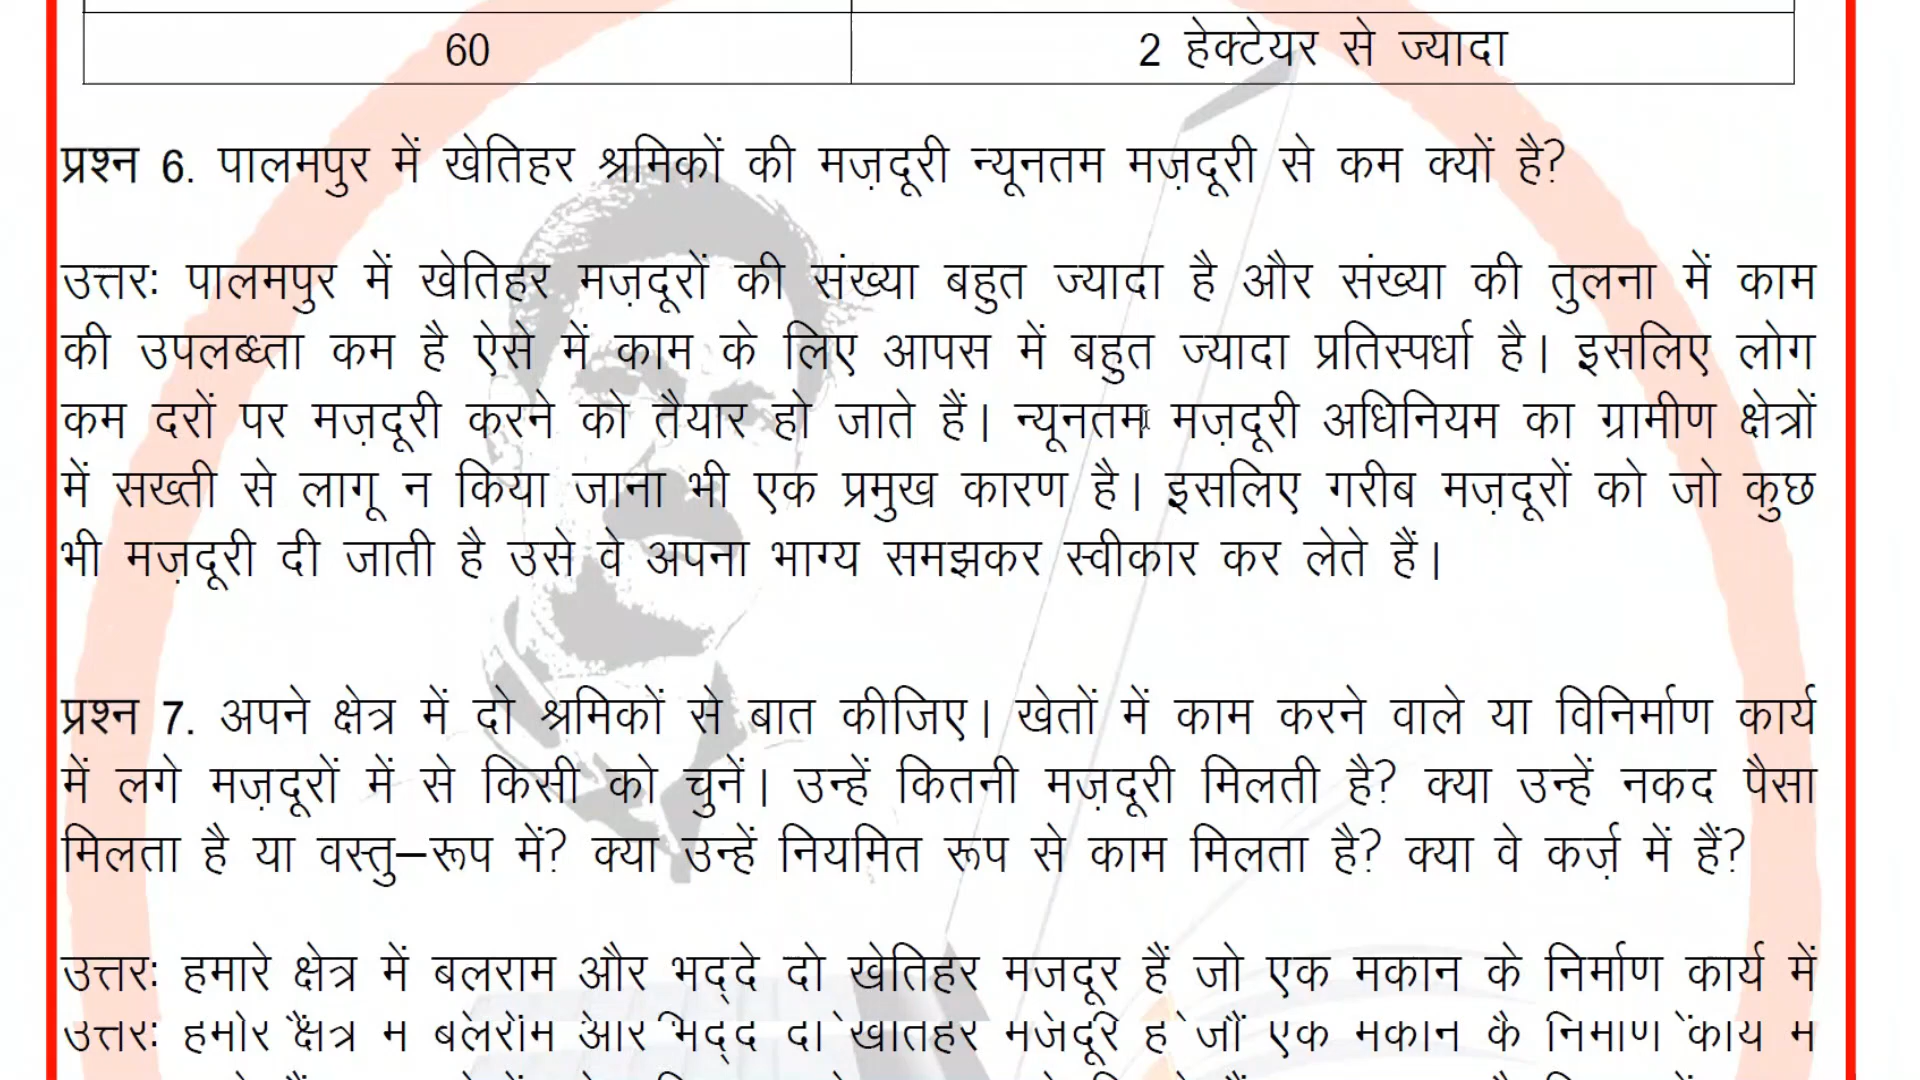 60 2 हेक्टेयर से ज्यादा
प्रश्न 6. पालमपुर में खेतिहर श्रमिकों की मज़दूरी न्यूनतम मज़दूरी से कम क्यों है?
उत्तरः पालमपुर में खेतिहर मज़दूरों की संख्या बहुत ज्यादा है और संख्या की तुलना में काम
की उपलब्ध्ता कम है ऐसे में काम के लिए आपस में बहुत ज्यादा प्रतिस्पर्धा है। इसलिए लोग
कम दरों पर मज़दूरी करने को तैयार हो जाते हैं। न्यूनतम मज़दूरी अधिनियम का ग्रामीण क्षेत्रों
में सख्ती से लागू न किया जाना भी एक प्रमुख कारण है। इसलिए गरीब मज़दूरों को जो कुछ
भी मज़दूरी दी जाती है उसे वे अपना भाग्य समझकर स्वीकार कर लेते हैं।
प्रश्न 7. अपने क्षेत्र में दो श्रमिकों से बात कीजिए। खेतों में काम करने वाले या विनिर्माण कार्य
में लगे मज़दूरों में से किसी को चुनें। उन्हें कितनी मज़दूरी मिलती है? क्या उन्हें नकद पैसा
मिलता है या वस्तु–रूप में? क्या उन्हें नियमित रूप से काम मिलता है? क्या वे कर्ज़ में हैं?
उत्तरः हमारे क्षेत्र में बलराम और भद्‌दे दो खेतिहर मजदूर हैं जो एक मकान के निर्माण कार्य में